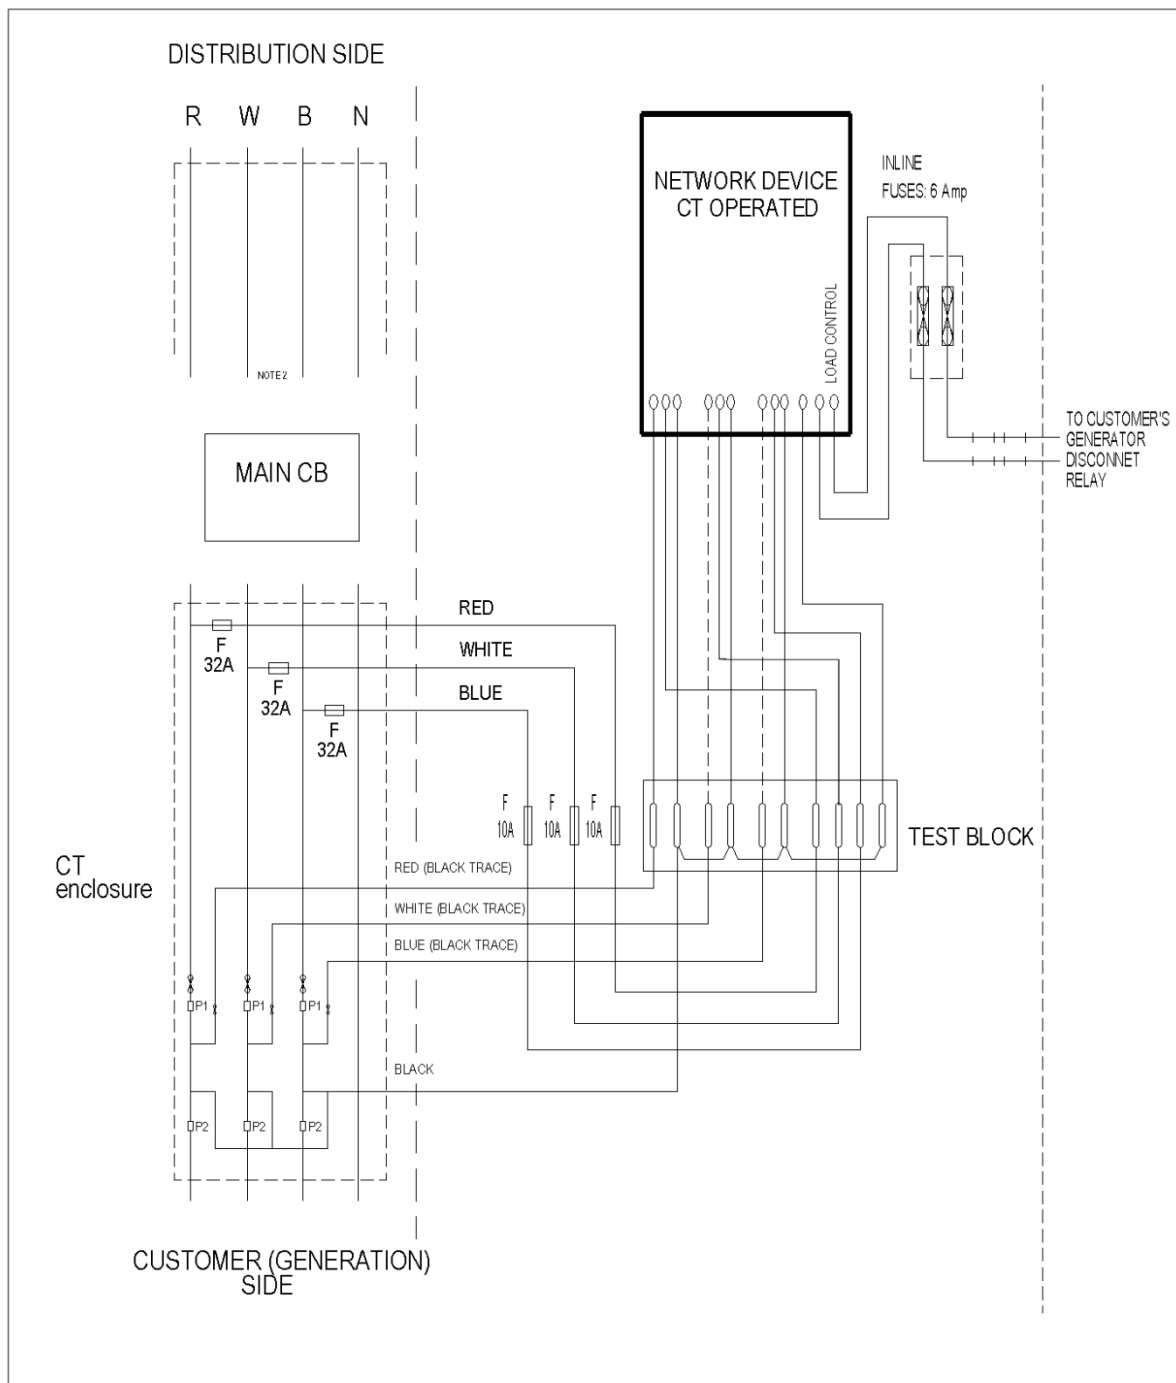 DISTRIBUTION SIDE
R W B N
NOTE 2
MAIN CB
NETWORK DEVICE
CT OPERATED
LOAD CONTROL
INLINE
FUSES: 6 Amp
TO CUSTOMER'S
GENERATOR
DISCONNET
RELAY
RED
F
32A
WHITE
F
32A
BLUE
F
32A
F
10A
F
10A
F
10A
TEST BLOCK
CT
enclosure
RED (BLACK TRACE)
WHITE (BLACK TRACE)
BLUE (BLACK TRACE)
P1 P1 P1
BLACK
P2 P2 P2
CUSTOMER (GENERATION)
SIDE